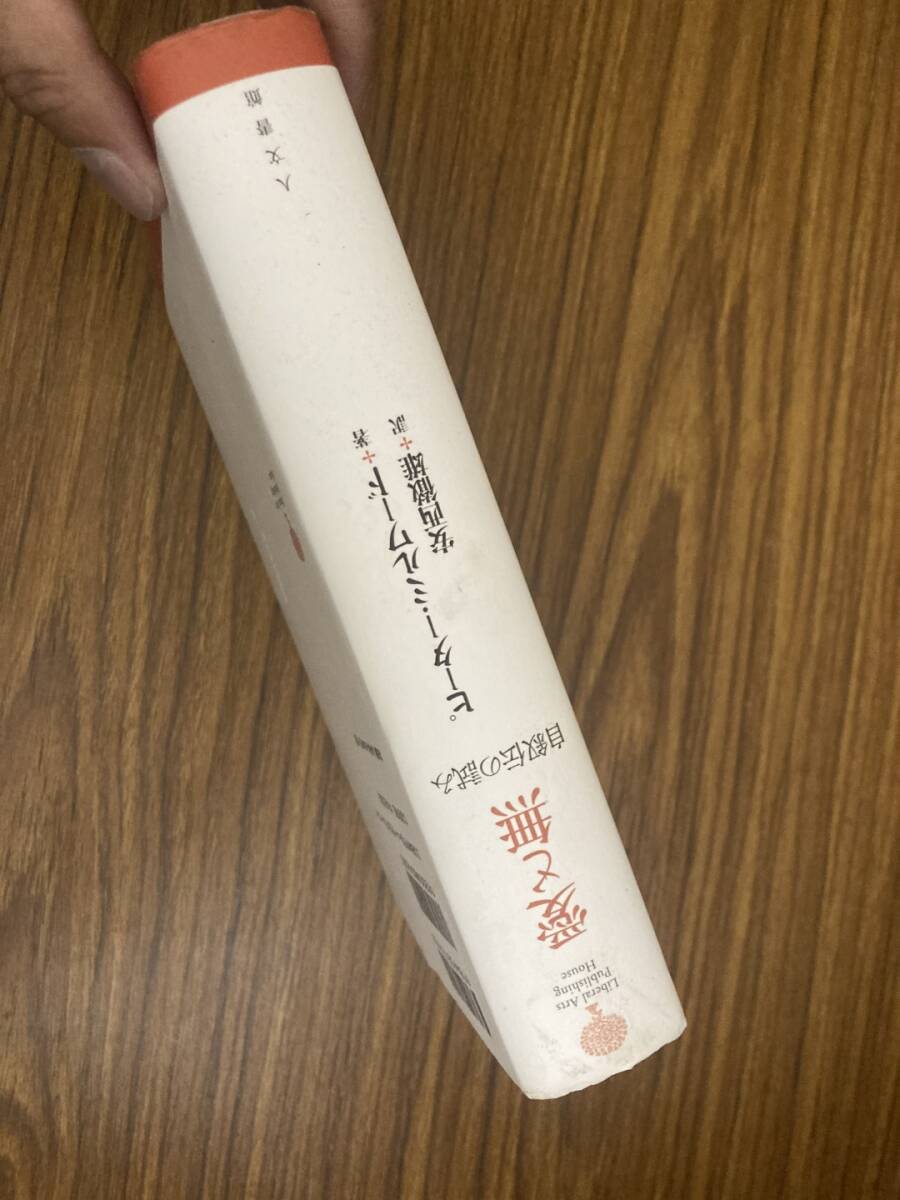 Liberal Arts
Publishing
House
愛と無
自叙伝の試み
ピーター・ミルワード+著
安西徹雄+訳
人文書館